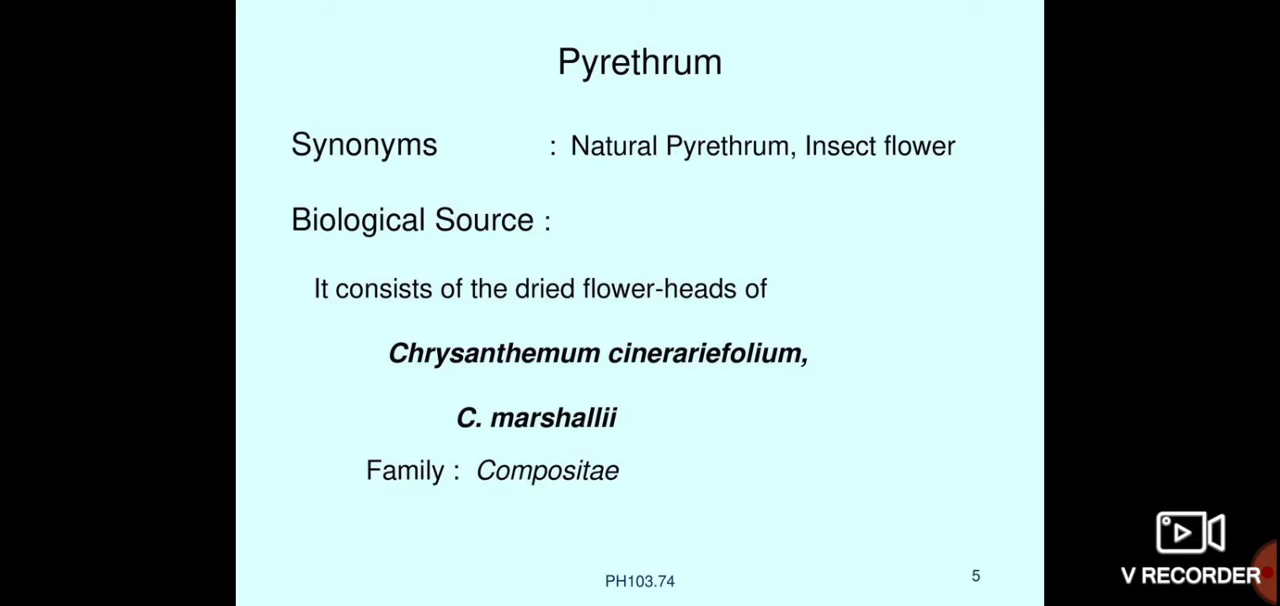 Pyrethrum
Synonyms : Natural Pyrethrum, Insect flower
Biological Source :
It consists of the dried flower-heads of
Chrysanthemum cinerariefolium,
C. marshallii
Family : Compositae
PH103.74
5
V RECORDER